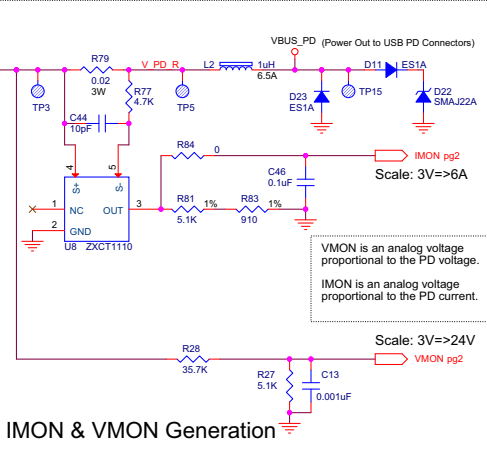 VBUS_PD (Power Out to USB PD Connectors)
R79
0.02
3W
V_PD_R
L2
1uH
6.5A
D11
ES1A
TP3
R77
4.7K
TP5
D23
ES1A
TP15
D22
SMAJ22A
C44
10pF
R84
0
IMON pg2
Scale: 3V=>6A
4
5
S+
S-
C46
0.1uF
1
NC
OUT
3
R81
1%
5.1K
R83
1%
910
2
GND
U8
ZXCT1110
VMON is an analog voltage
proportional to the PD voltage.
IMON is an analog voltage
proportional to the PD current.
Scale: 3V=>24V
R28
35.7K
VMON pg2
R27
5.1K
C13
0.001uF
IMON & VMON Generation